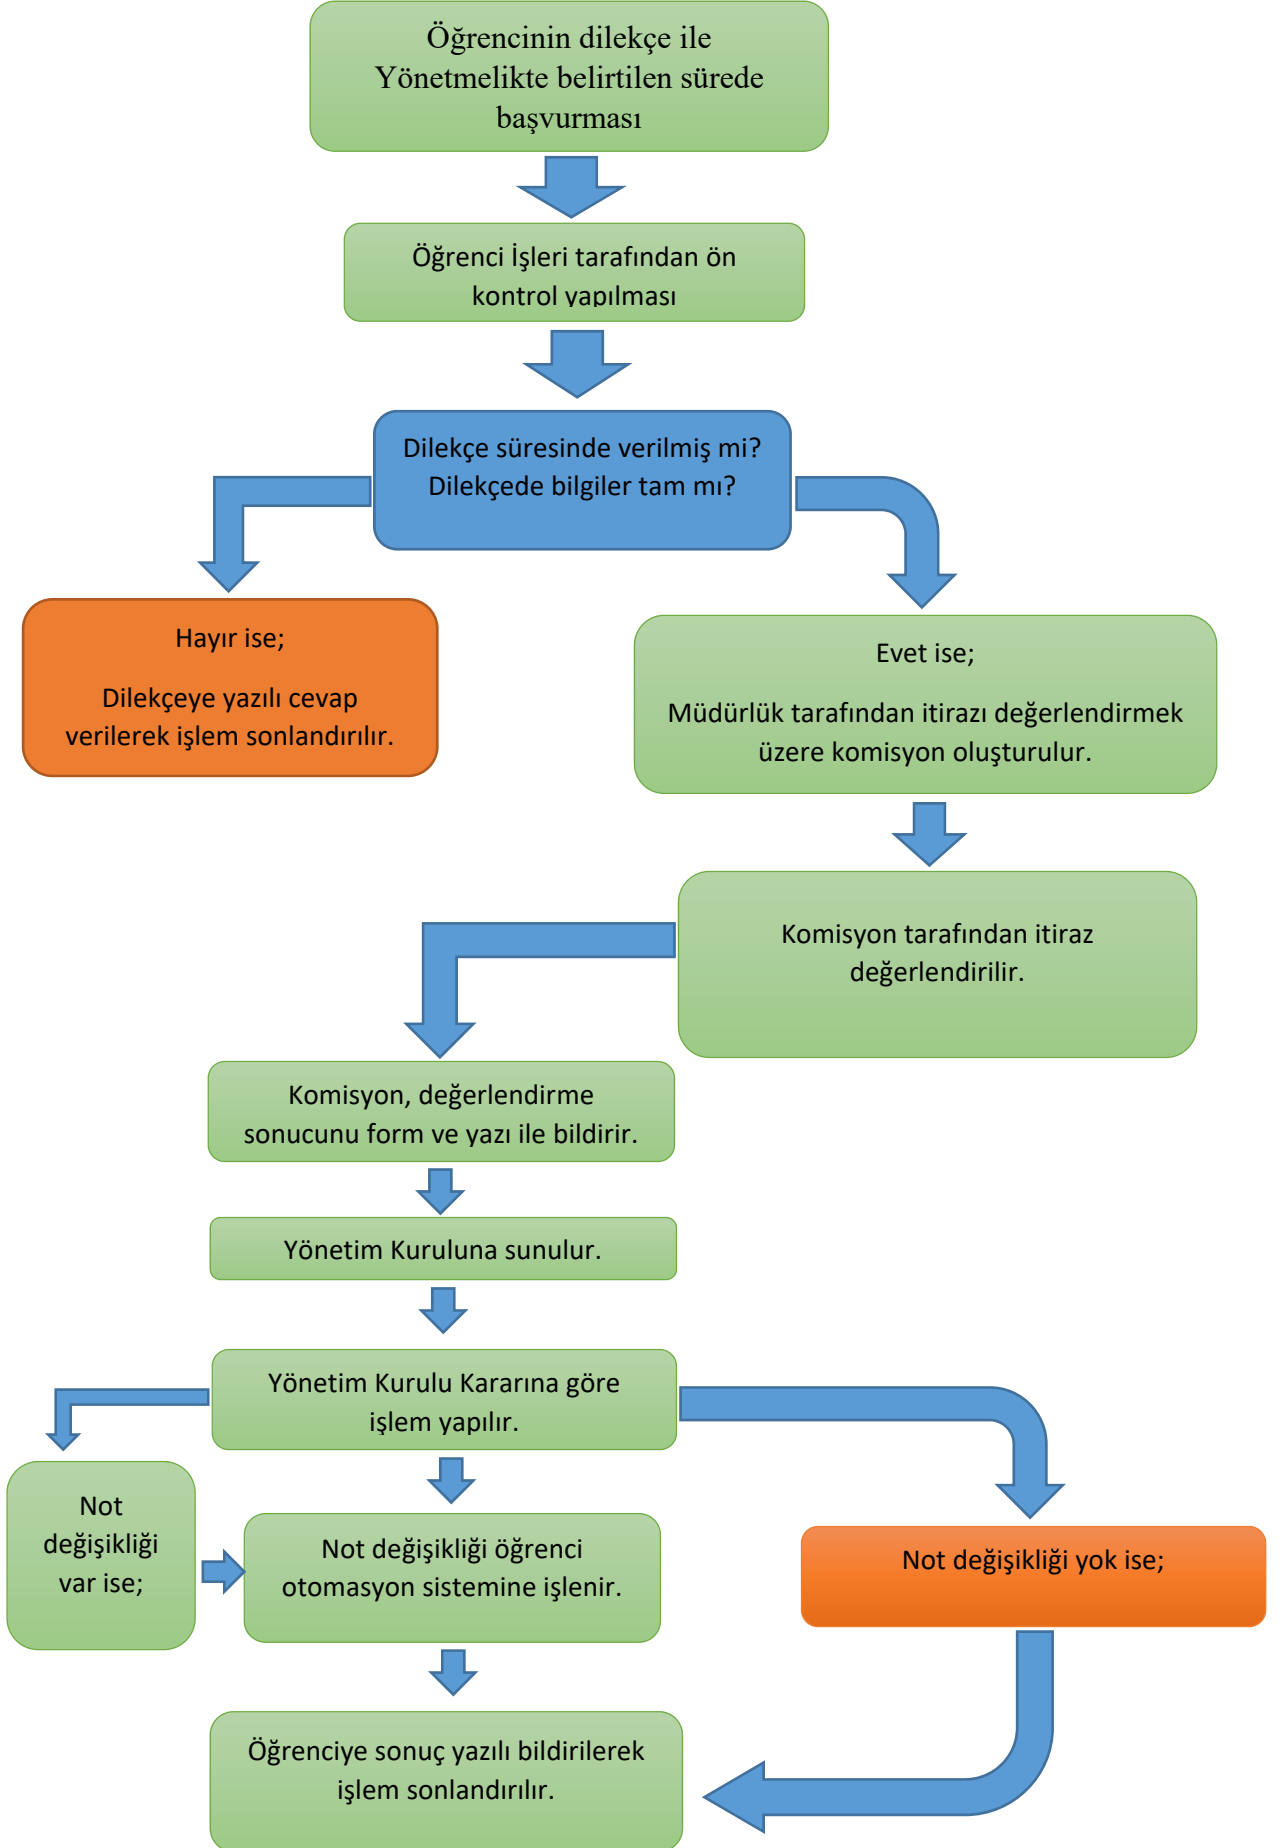 Öğrencinin dilekçe ile
Yönetmelikte belirtilen sürede
başvurması
Öğrenci İşleri tarafından ön
kontrol yapılması
Dilekçe süresinde verilmiş mi?
Dilekçede bilgiler tam mı?
Hayır ise;
Dilekçeye yazılı cevap
verilerek işlem sonlandırılır.
Evet ise;
Müdürlük tarafından itirazı değerlendirmek
üzere komisyon oluşturulur.
Komisyon tarafından itiraz
değerlendirilir.
Komisyon, değerlendirme
sonucunu form ve yazı ile bildirir.
Yönetim Kuruluna sunulur.
Yönetim Kurulu Kararına göre
işlem yapılır.
Not
değişikliği
var ise;
Not değişikliği öğrenci
otomasyon sistemine işlenir.
Not değişikliği yok ise;
Öğrenciye sonuç yazılı bildirilerek
işlem sonlandırılır.